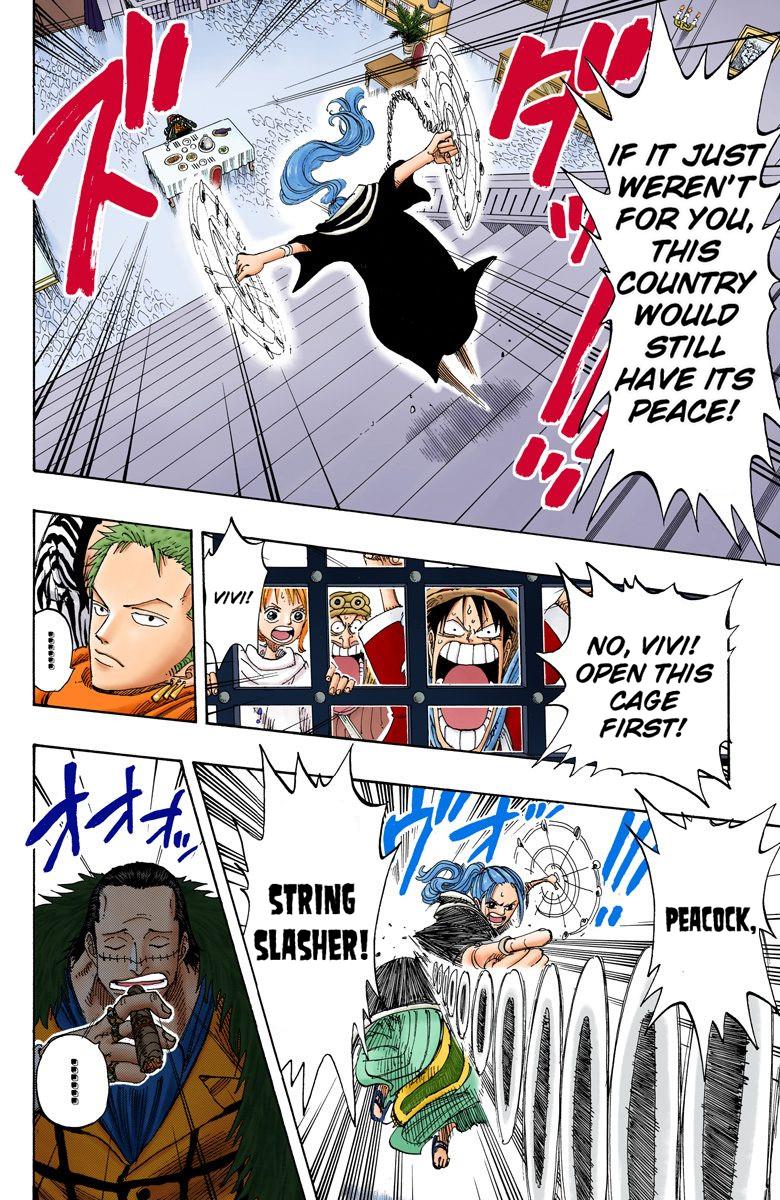 ダッ!!!
IF IT JUST
WEREN'T
FOR YOU,
THIS
COUNTRY
WOULD
STILL
HAVE ITS
PEACE!
ズ
NO, VIVI!
OPEN THIS
CAGE
FIRST!
VIVI!
......
PEACOCK,
ヴオッ!!!
STRING
SLASHER!
オオオッ
......